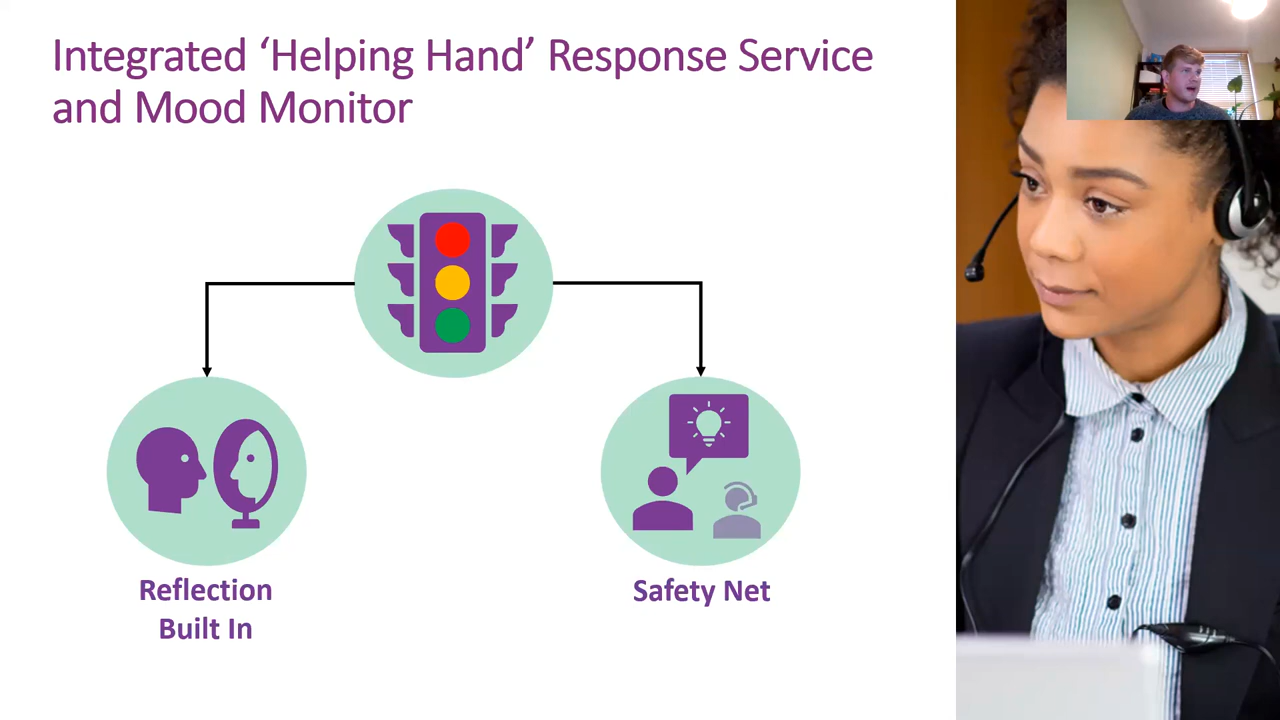 Integrated ‘Helping Hand’ Response Service
and Mood Monitor
Reflection
Built In
Safety Net